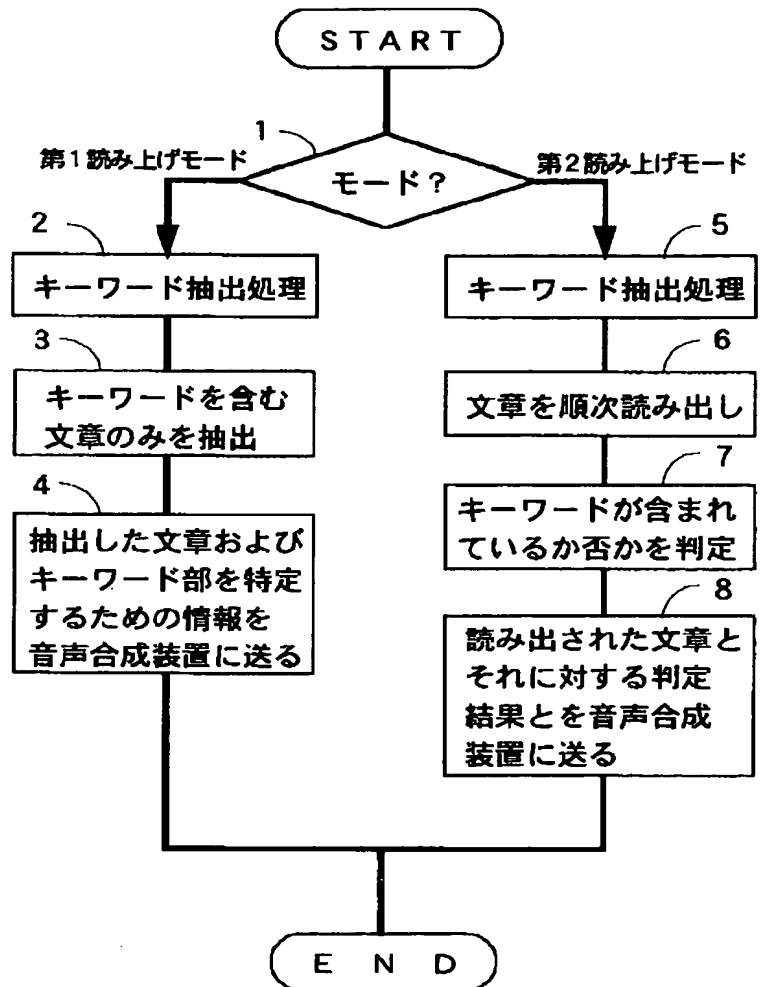 START
1
第1読み上げモード
モード？
第2読み上げモード
2
キーワード抽出処理
3
キーワードを含む
文章のみを抽出
4
抽出した文章および
キーワード部を特定
するための情報を
音声合成装置に送る
5
キーワード抽出処理
6
文章を順次読み出し
7
キーワードが含まれ
ているか否かを判定
8
読み出された文章と
それに対する判定
結果とを音声合成
装置に送る
END